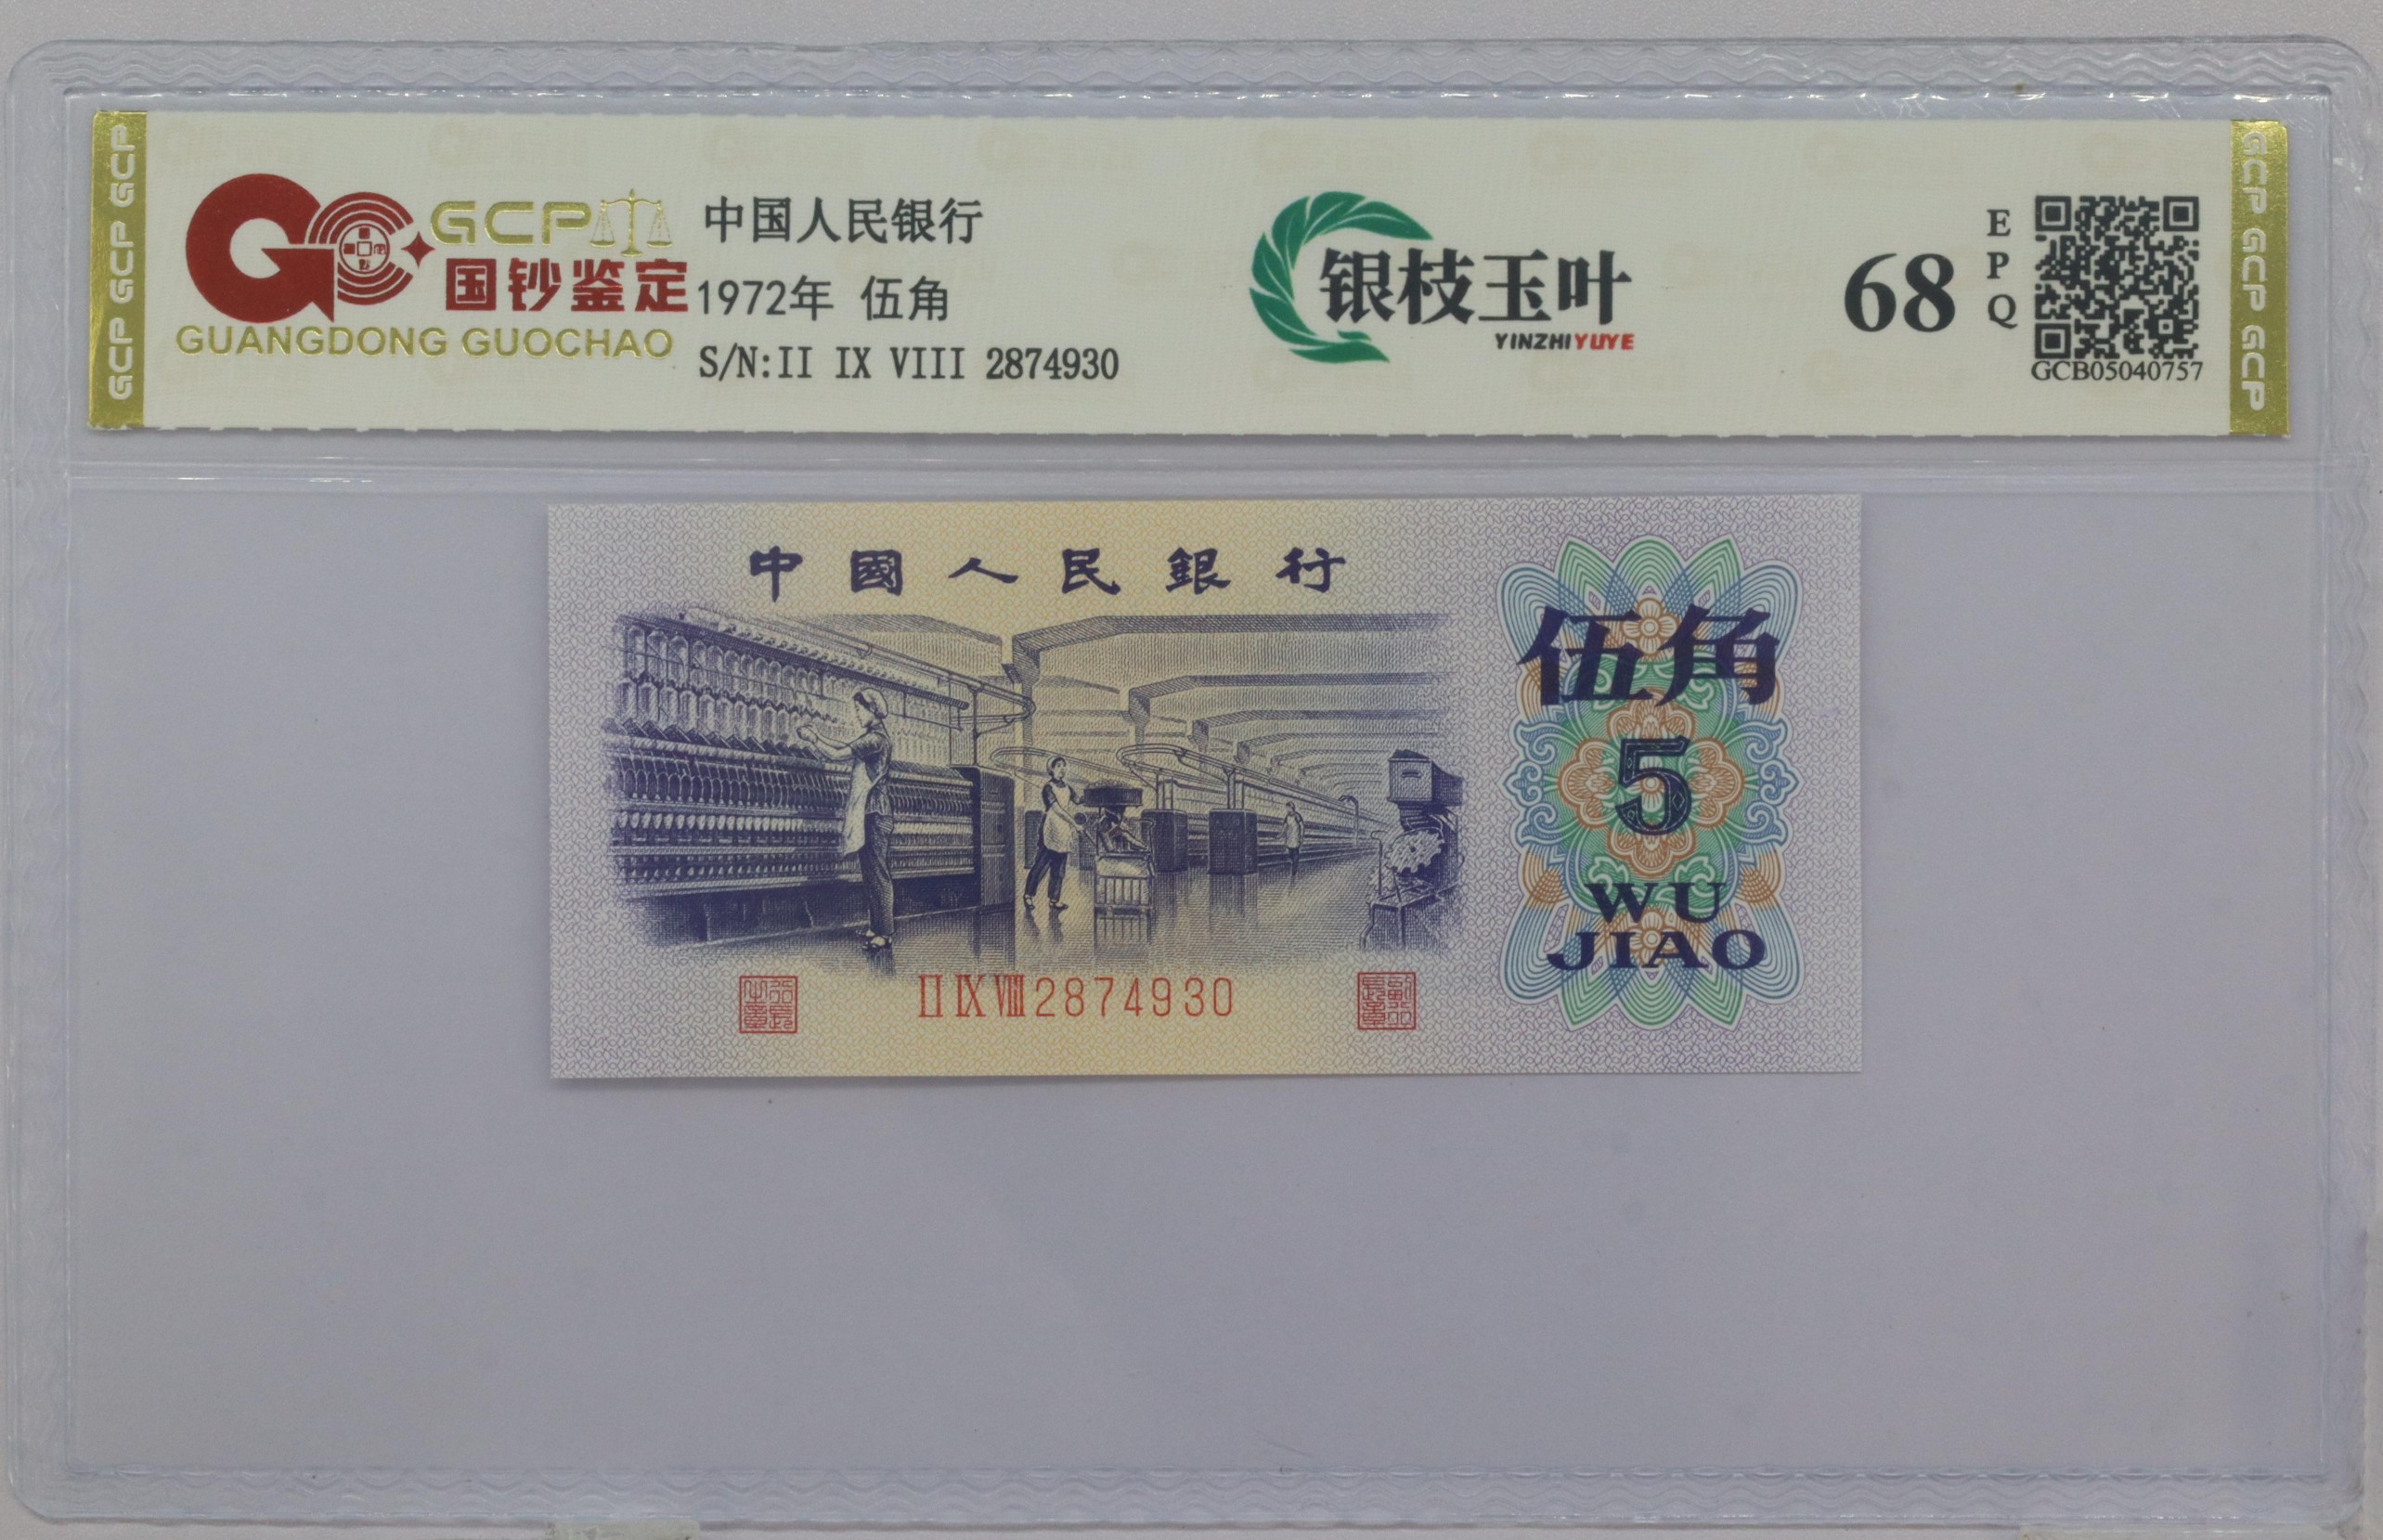 GCP GCP GCP
GCP
国钞鉴定
GUANGDONG GUOCHAO
中国人民银行
1972年 伍角
S/N:II IX VIII 2874930
银枝玉叶
YINZHIYUYE
68
EPQ
GCB05040757
GCP GCP GCP
中國人民銀行
伍角
5
WU
JIAO
II IX VIII 2874930